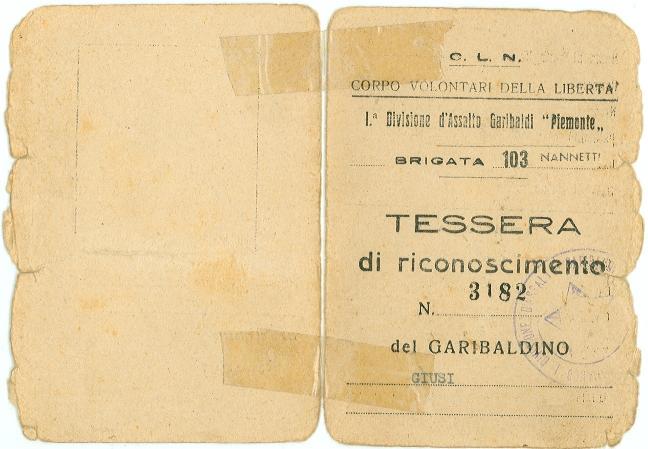 C. L. N.
CORPO VOLONTARI DELLA LIBERTA'
I.ª Divisione d'Assalto Garibaldi "Piemonte„
BRIGATA 103 NANNETTI
TESSERA
di riconoscimento
N. 3182
del GARIBALDINO
GIUSI